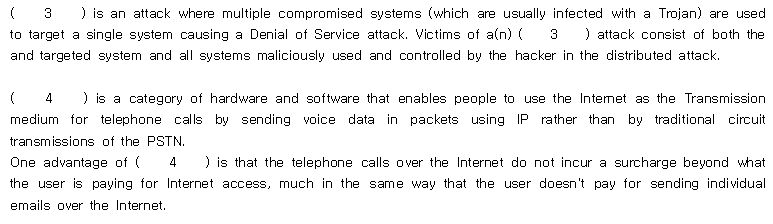 (     3     ) is an attack where multiple compromised systems (which are usually infected with a Trojan) are used
to target a single system causing a Denial of Service attack. Victims of a(n) (     3     ) attack consist of both the
and targeted system and all systems maliciously used and controlled by the hacker in the distributed attack.
(     4     ) is a category of hardware and software that enables people to use the Internet as the Transmission
medium for telephone calls by sending voice data in packets using IP rather than by traditional circuit
transmissions of the PSTN.
One advantage of (     4     ) is that the telephone calls over the Internet do not incur a surcharge beyond what
the user is paying for Internet access, much in the same way that the user doesn't pay for sending individual
emails over the Internet.